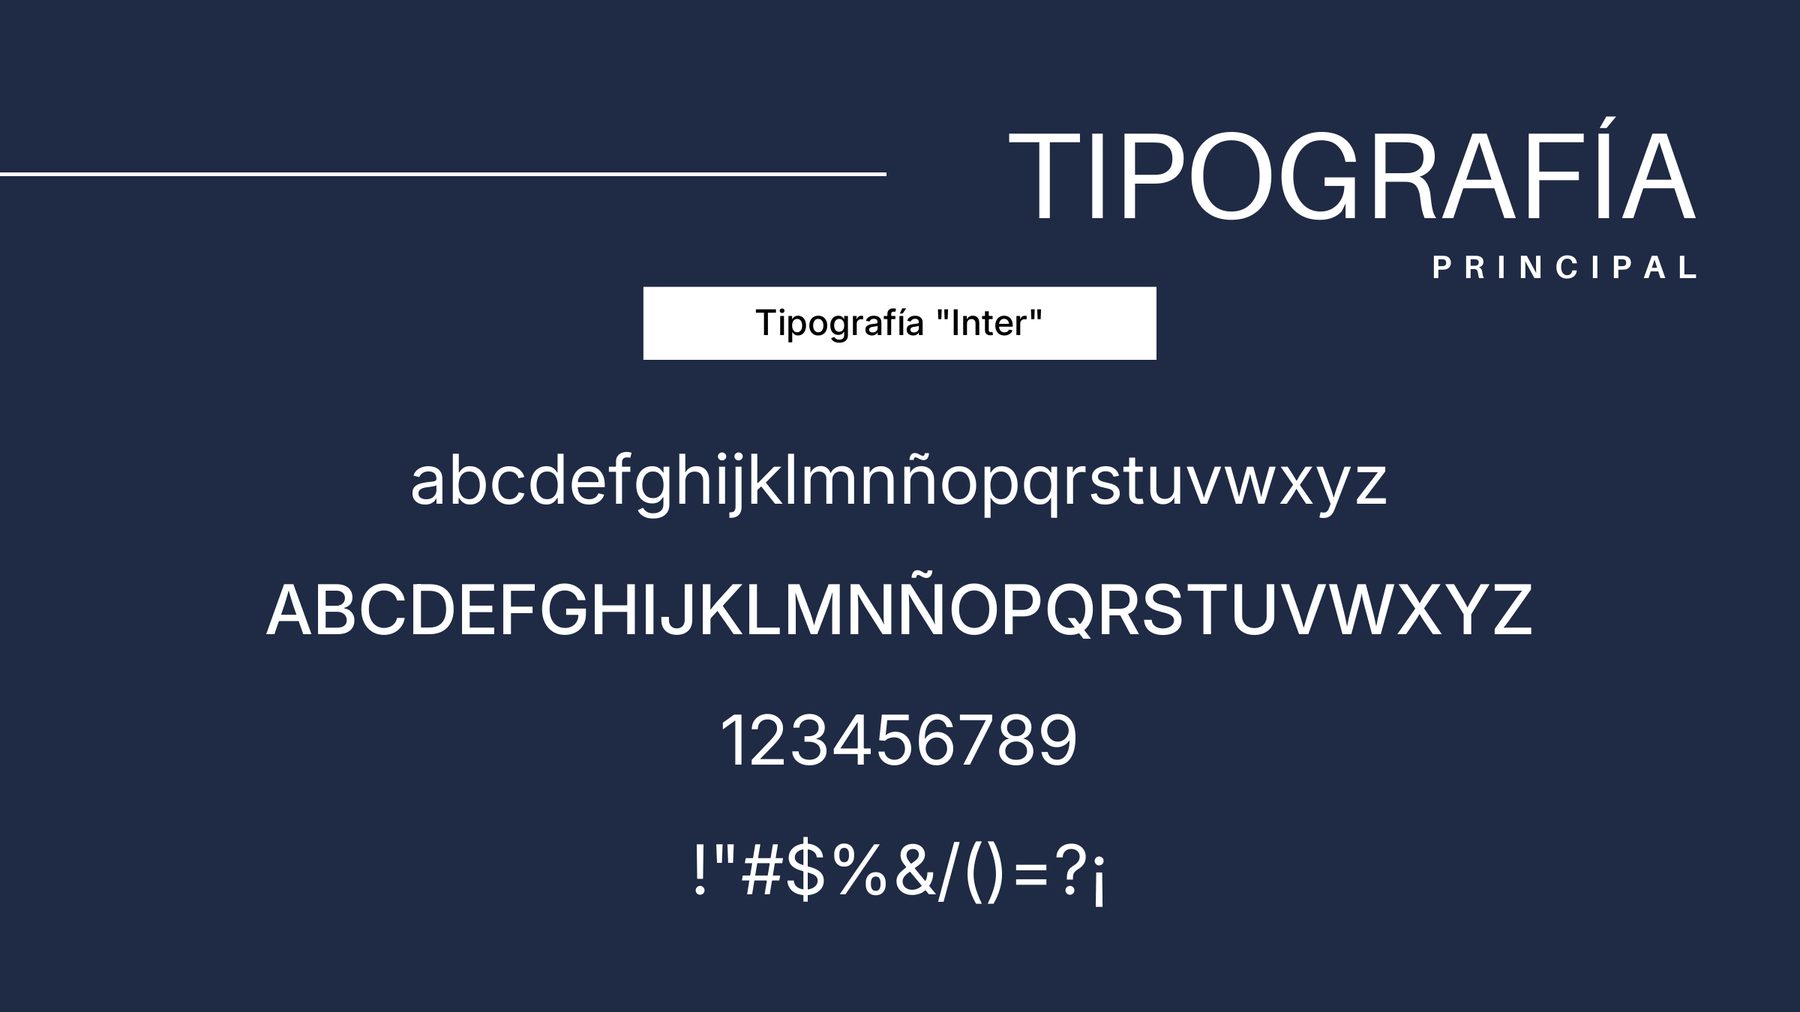 TIPOGRAFÍA
PRINCIPAL
Tipografía "Inter"
abcdefghijklmnñopqrstuvwxyz
ABCDEFGHIJKLMNÑOPQRSTUVWXYZ
123456789
!"#$%&/()=?¡